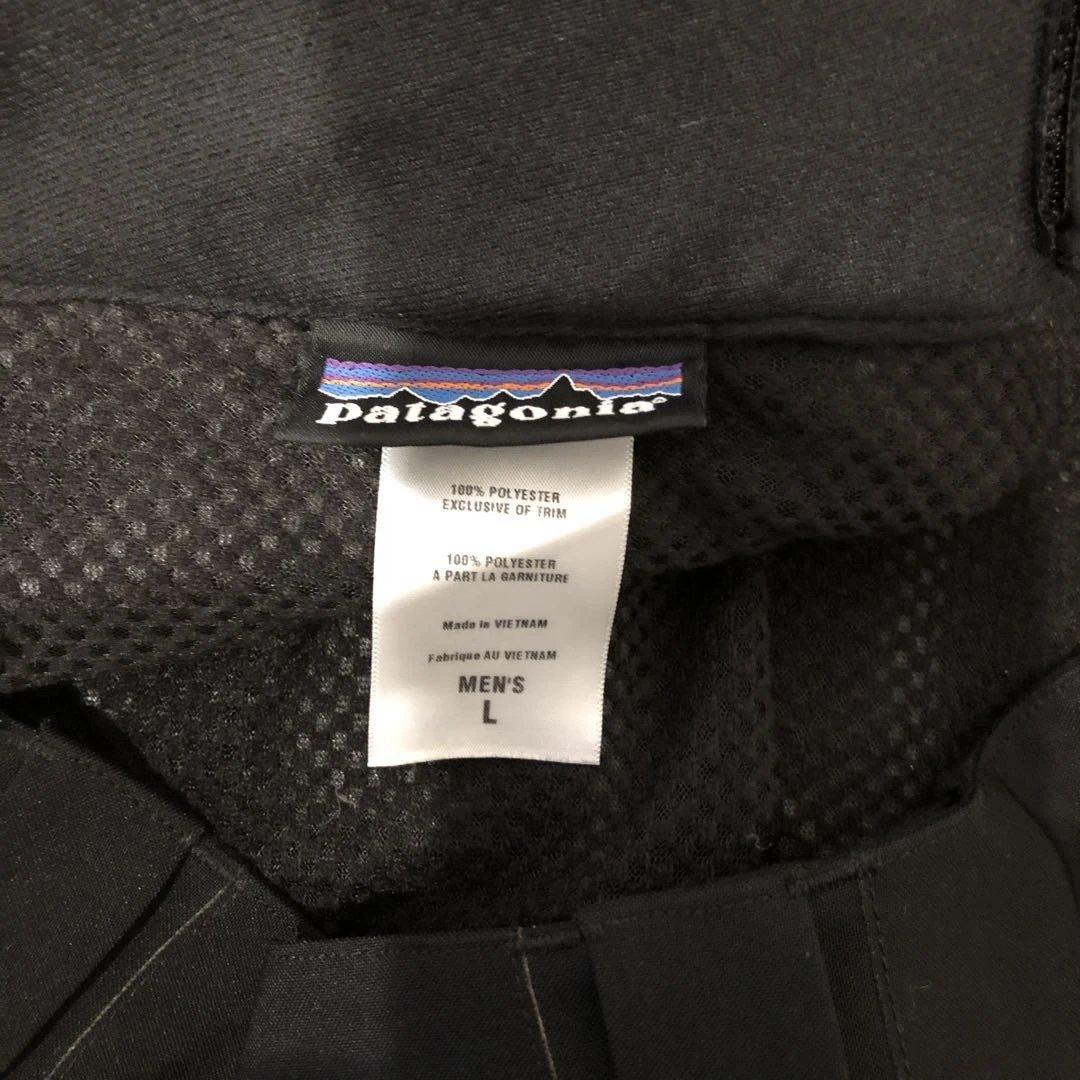 patagonia®
100% POLYESTER
EXCLUSIVE OF TRIM
100% POLYESTER
A PART LA GARNITURE
Made in VIETNAM
Fabrique AU VIETNAM
MEN'S
L